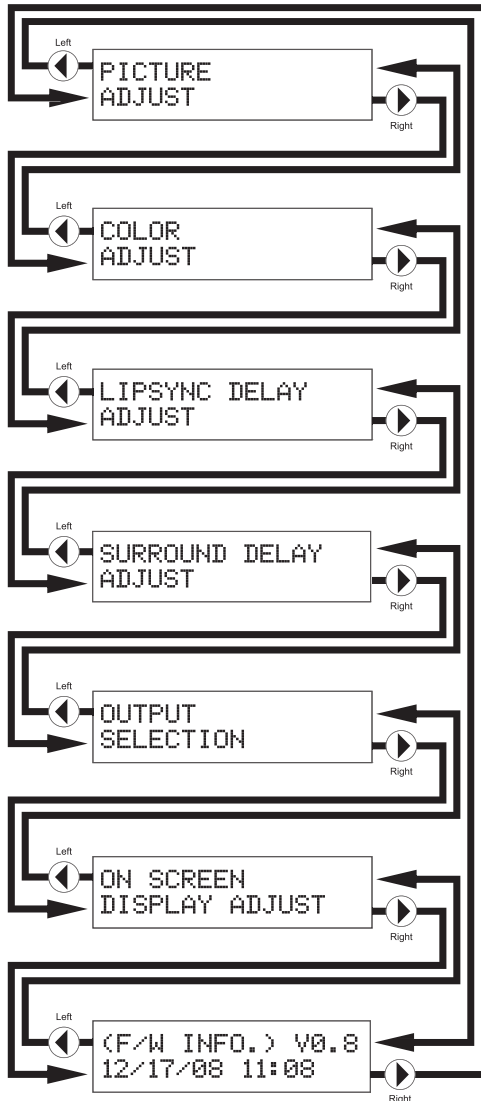 Left
PICTURE
ADJUST
Right
Left
COLOR
ADJUST
Right
Left
LIPSYNC DELAY
ADJUST
Right
Left
SURROUND DELAY
ADJUST
Right
Left
OUTPUT
SELECTION
Right
Left
ON SCREEN
DISPLAY ADJUST
Right
Left
(F/W INFO.) V0.8
12/17/08 11:08
Right